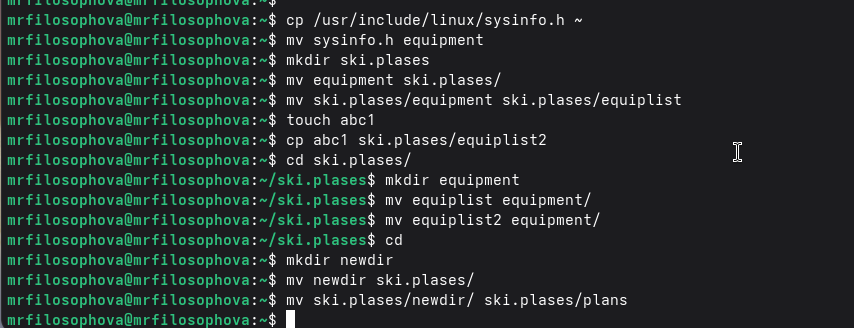 mrfilosophova@mrfilosophova:~$
mrfilosophova@mrfilosophova:~$ cp /usr/include/linux/sysinfo.h ~
mrfilosophova@mrfilosophova:~$ mv sysinfo.h equipment
mrfilosophova@mrfilosophova:~$ mkdir ski.plases
mrfilosophova@mrfilosophova:~$ mv equipment ski.plases/
mrfilosophova@mrfilosophova:~$ mv ski.plases/equipment ski.plases/equiplist
mrfilosophova@mrfilosophova:~$ touch abc1
mrfilosophova@mrfilosophova:~$ cp abc1 ski.plases/equiplist2
mrfilosophova@mrfilosophova:~$ cd ski.plases/
mrfilosophova@mrfilosophova:~/ski.plases$ mkdir equipment
mrfilosophova@mrfilosophova:~/ski.plases$ mv equiplist equipment/
mrfilosophova@mrfilosophova:~/ski.plases$ mv equiplist2 equipment/
mrfilosophova@mrfilosophova:~/ski.plases$ cd
mrfilosophova@mrfilosophova:~$ mkdir newdir
mrfilosophova@mrfilosophova:~$ mv newdir ski.plases/
mrfilosophova@mrfilosophova:~$ mv ski.plases/newdir/ ski.plases/plans
mrfilosophova@mrfilosophova:~$